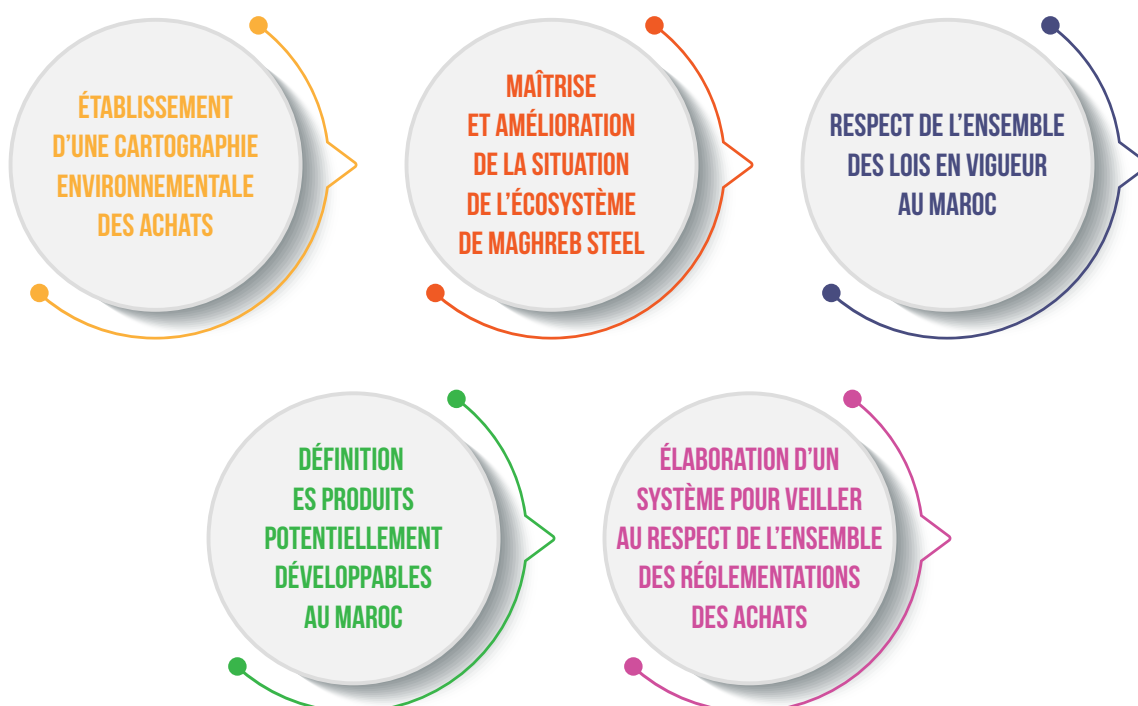 ÉTABLISSEMENT
D'UNE CARTOGRAPHIE
ENVIRONNEMENTALE
DES ACHATS
MAÎTRISE
ET AMÉLIORATION
DE LA SITUATION
DE L'ÉCOSYSTÈME
DE MAGHREB STEEL
RESPECT DE L'ENSEMBLE
DES LOIS EN VIGUEUR
AU MAROC
DÉFINITION
ES PRODUITS
POTENTIELLEMENT
DÉVELOPPABLES
AU MAROC
ÉLABORATION D'UN
SYSTÈME POUR VEILLER
AU RESPECT DE L'ENSEMBLE
DES RÉGLEMENTATIONS
DES ACHATS